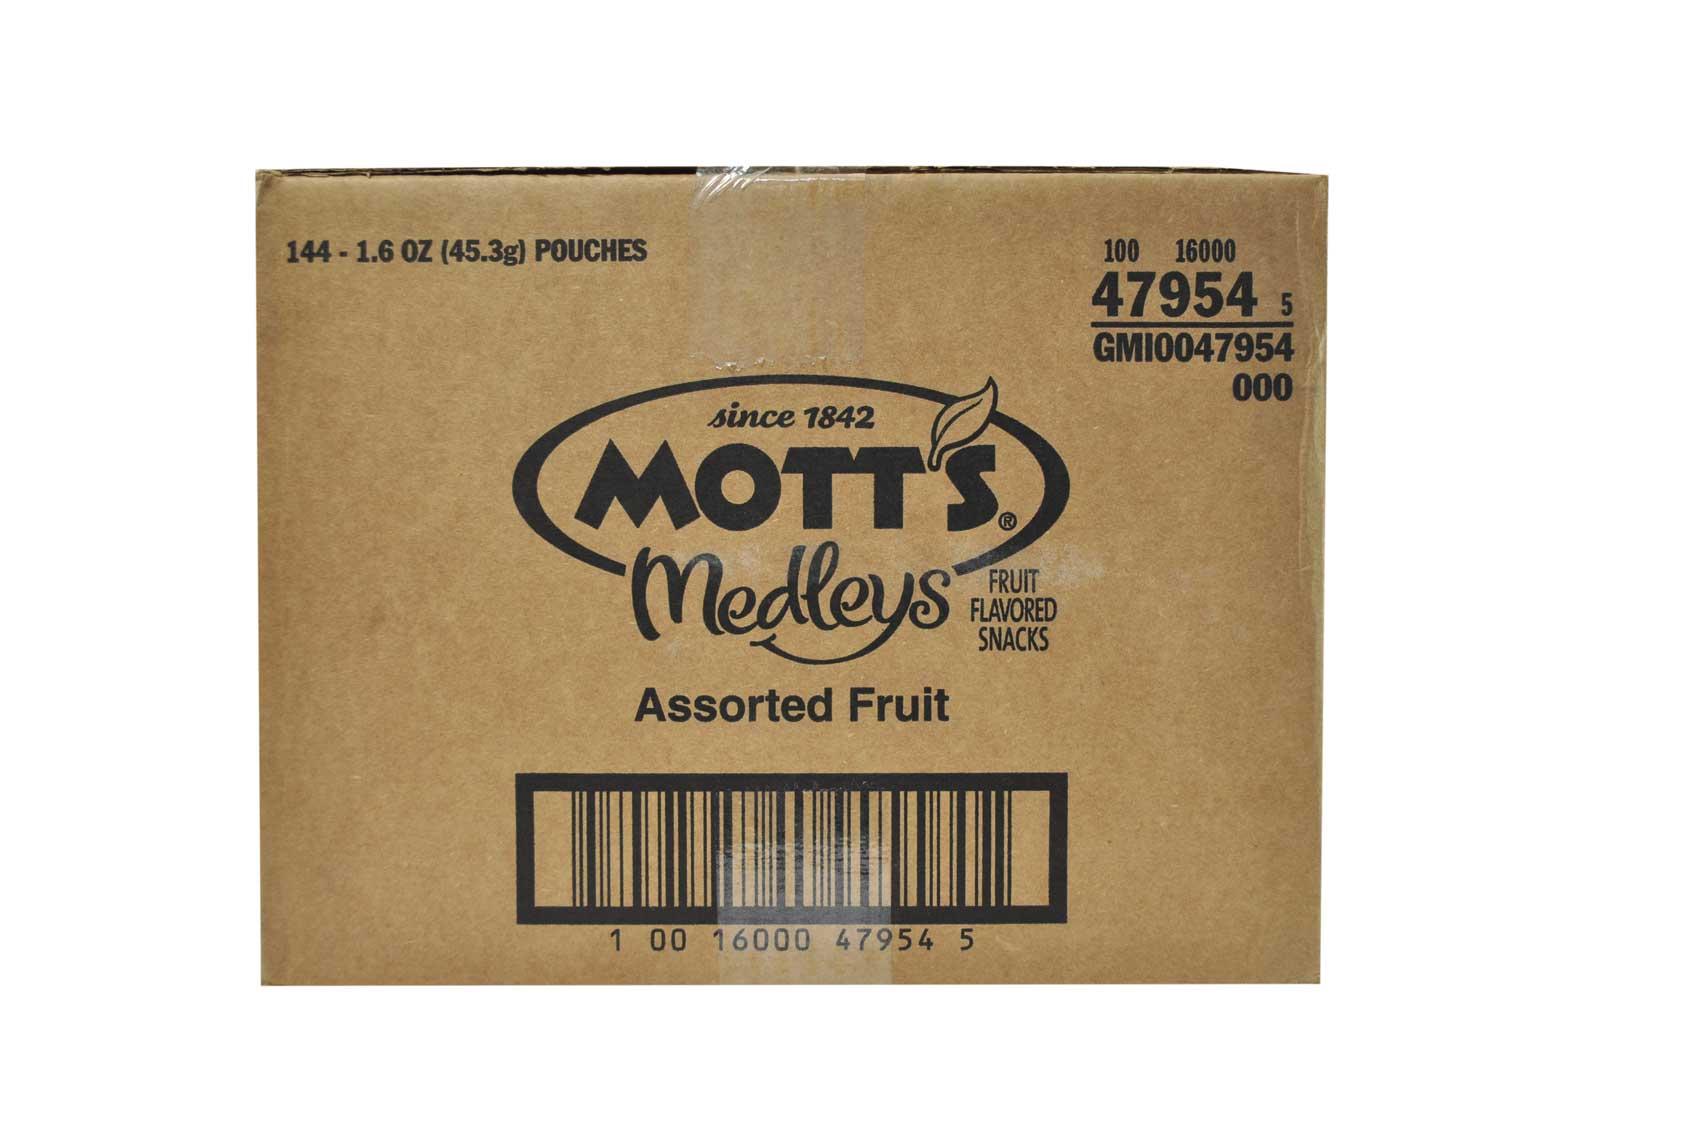 144 - 1.6 OZ (45.3g) POUCHES
100 16000
47954 5
GMI0047954
000
since 1842
MOTT'S®
Medleys
FRUIT
FLAVORED
SNACKS
Assorted Fruit
1 00 16000 47954 5